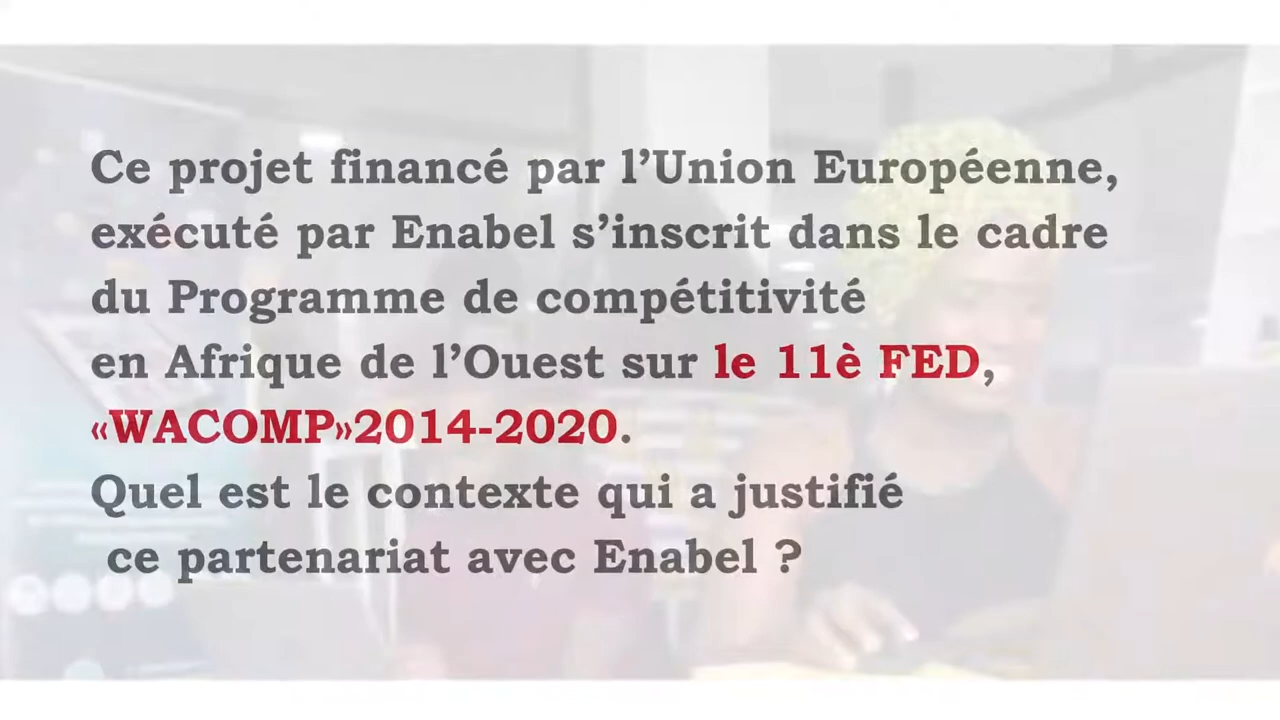 Ce projet financé par l’Union Européenne,
exécuté par Enabel s’inscrit dans le cadre
du Programme de compétitivité
en Afrique de l’Ouest sur le 11è FED,
«WACOMP»2014-2020.
Quel est le contexte qui a justifié
ce partenariat avec Enabel ?